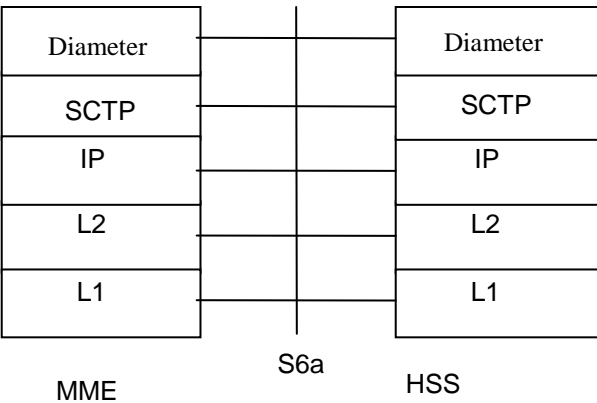 Diameter
Diameter
SCTP
SCTP
IP
IP
L2
L2
L1
L1
S6a
MME
HSS